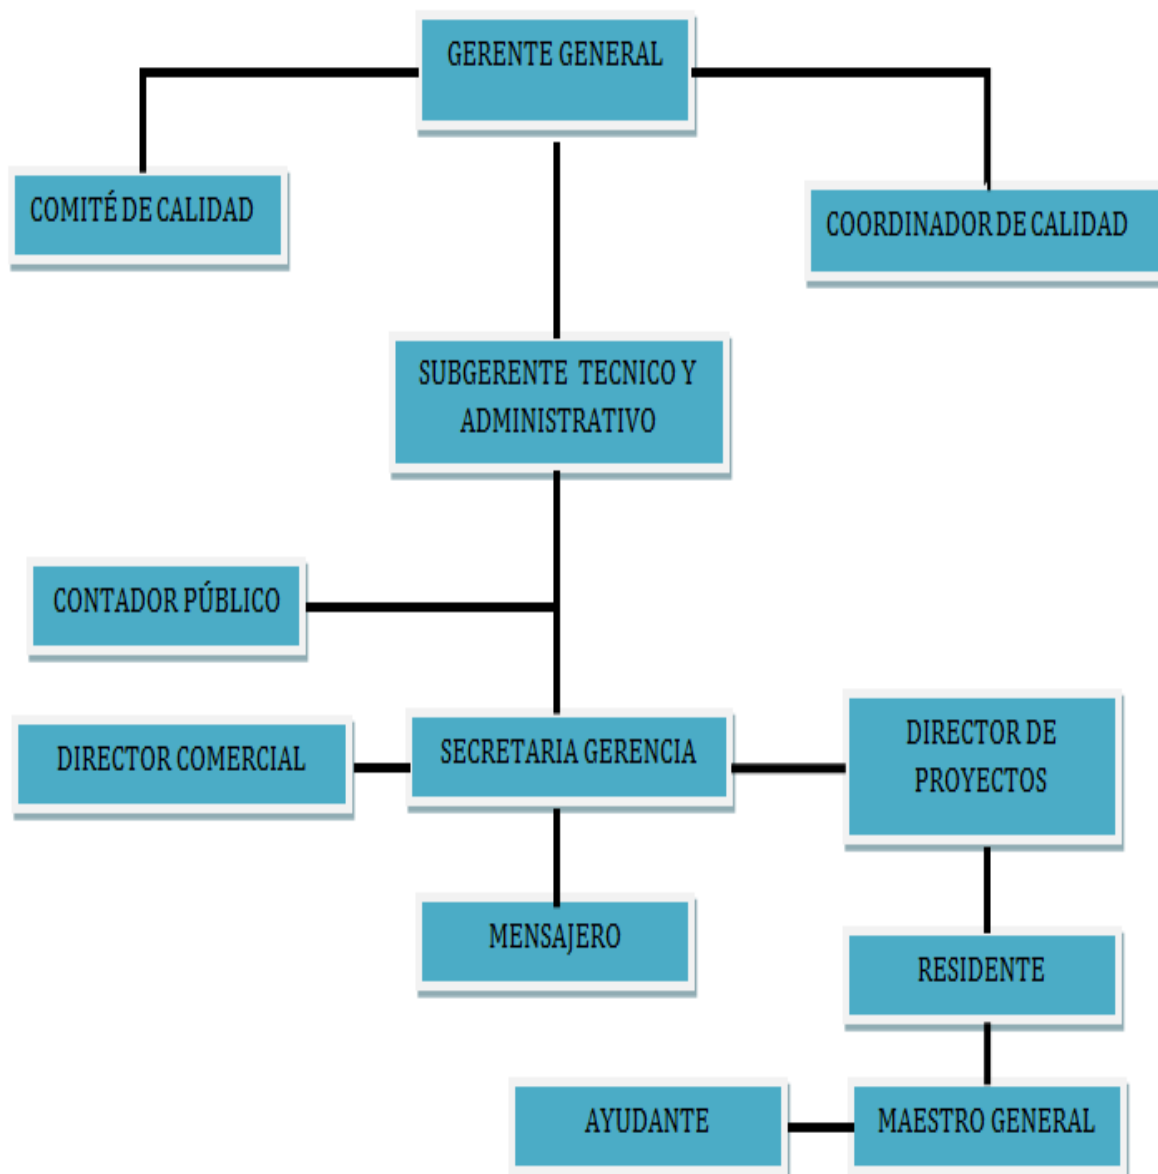 GERENTE GENERAL
COMITÉ DE CALIDAD
COORDINADOR DE CALIDAD
SUBGERENTE TECNICO Y
ADMINISTRATIVO
CONTADOR PÚBLICO
DIRECTOR COMERCIAL
SECRETARIA GERENCIA
DIRECTOR DE
PROYECTOS
MENSAJERO
RESIDENTE
AYUDANTE
MAESTRO GENERAL